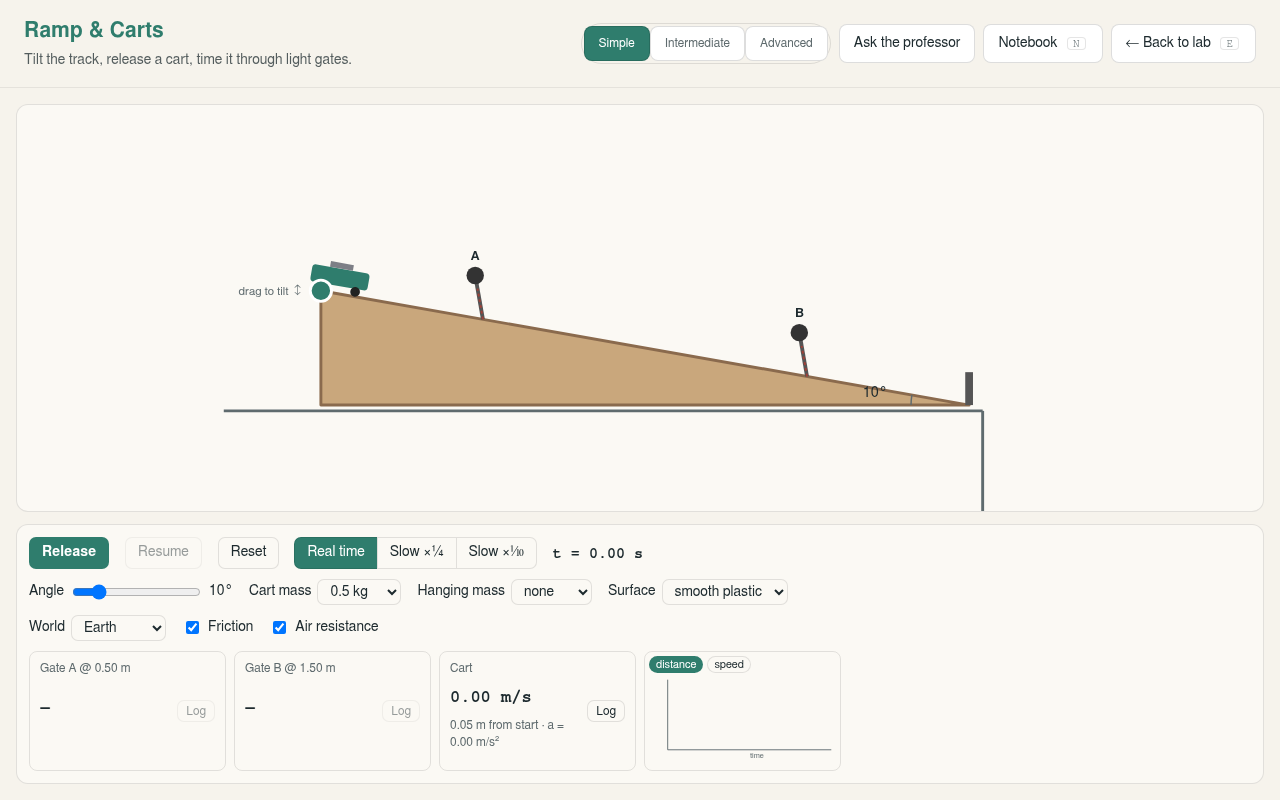 Ramp & Carts
Tilt the track, release a cart, time it through light gates.
Simple
Intermediate
Advanced
Ask the professor
Notebook N
← Back to lab E
A
drag to tilt ↕
B
10°
Release
Resume
Reset
Real time
Slow ×¼
Slow ×⅒
t = 0.00 s
Angle 10°
Cart mass 0.5 kg
Hanging mass none
Surface smooth plastic
World Earth
Friction
Air resistance
Gate A @ 0.50 m
–
Log
Gate B @ 1.50 m
–
Log
Cart
0.00 m/s
0.05 m from start · a =
0.00 m/s²
Log
distance
speed
time